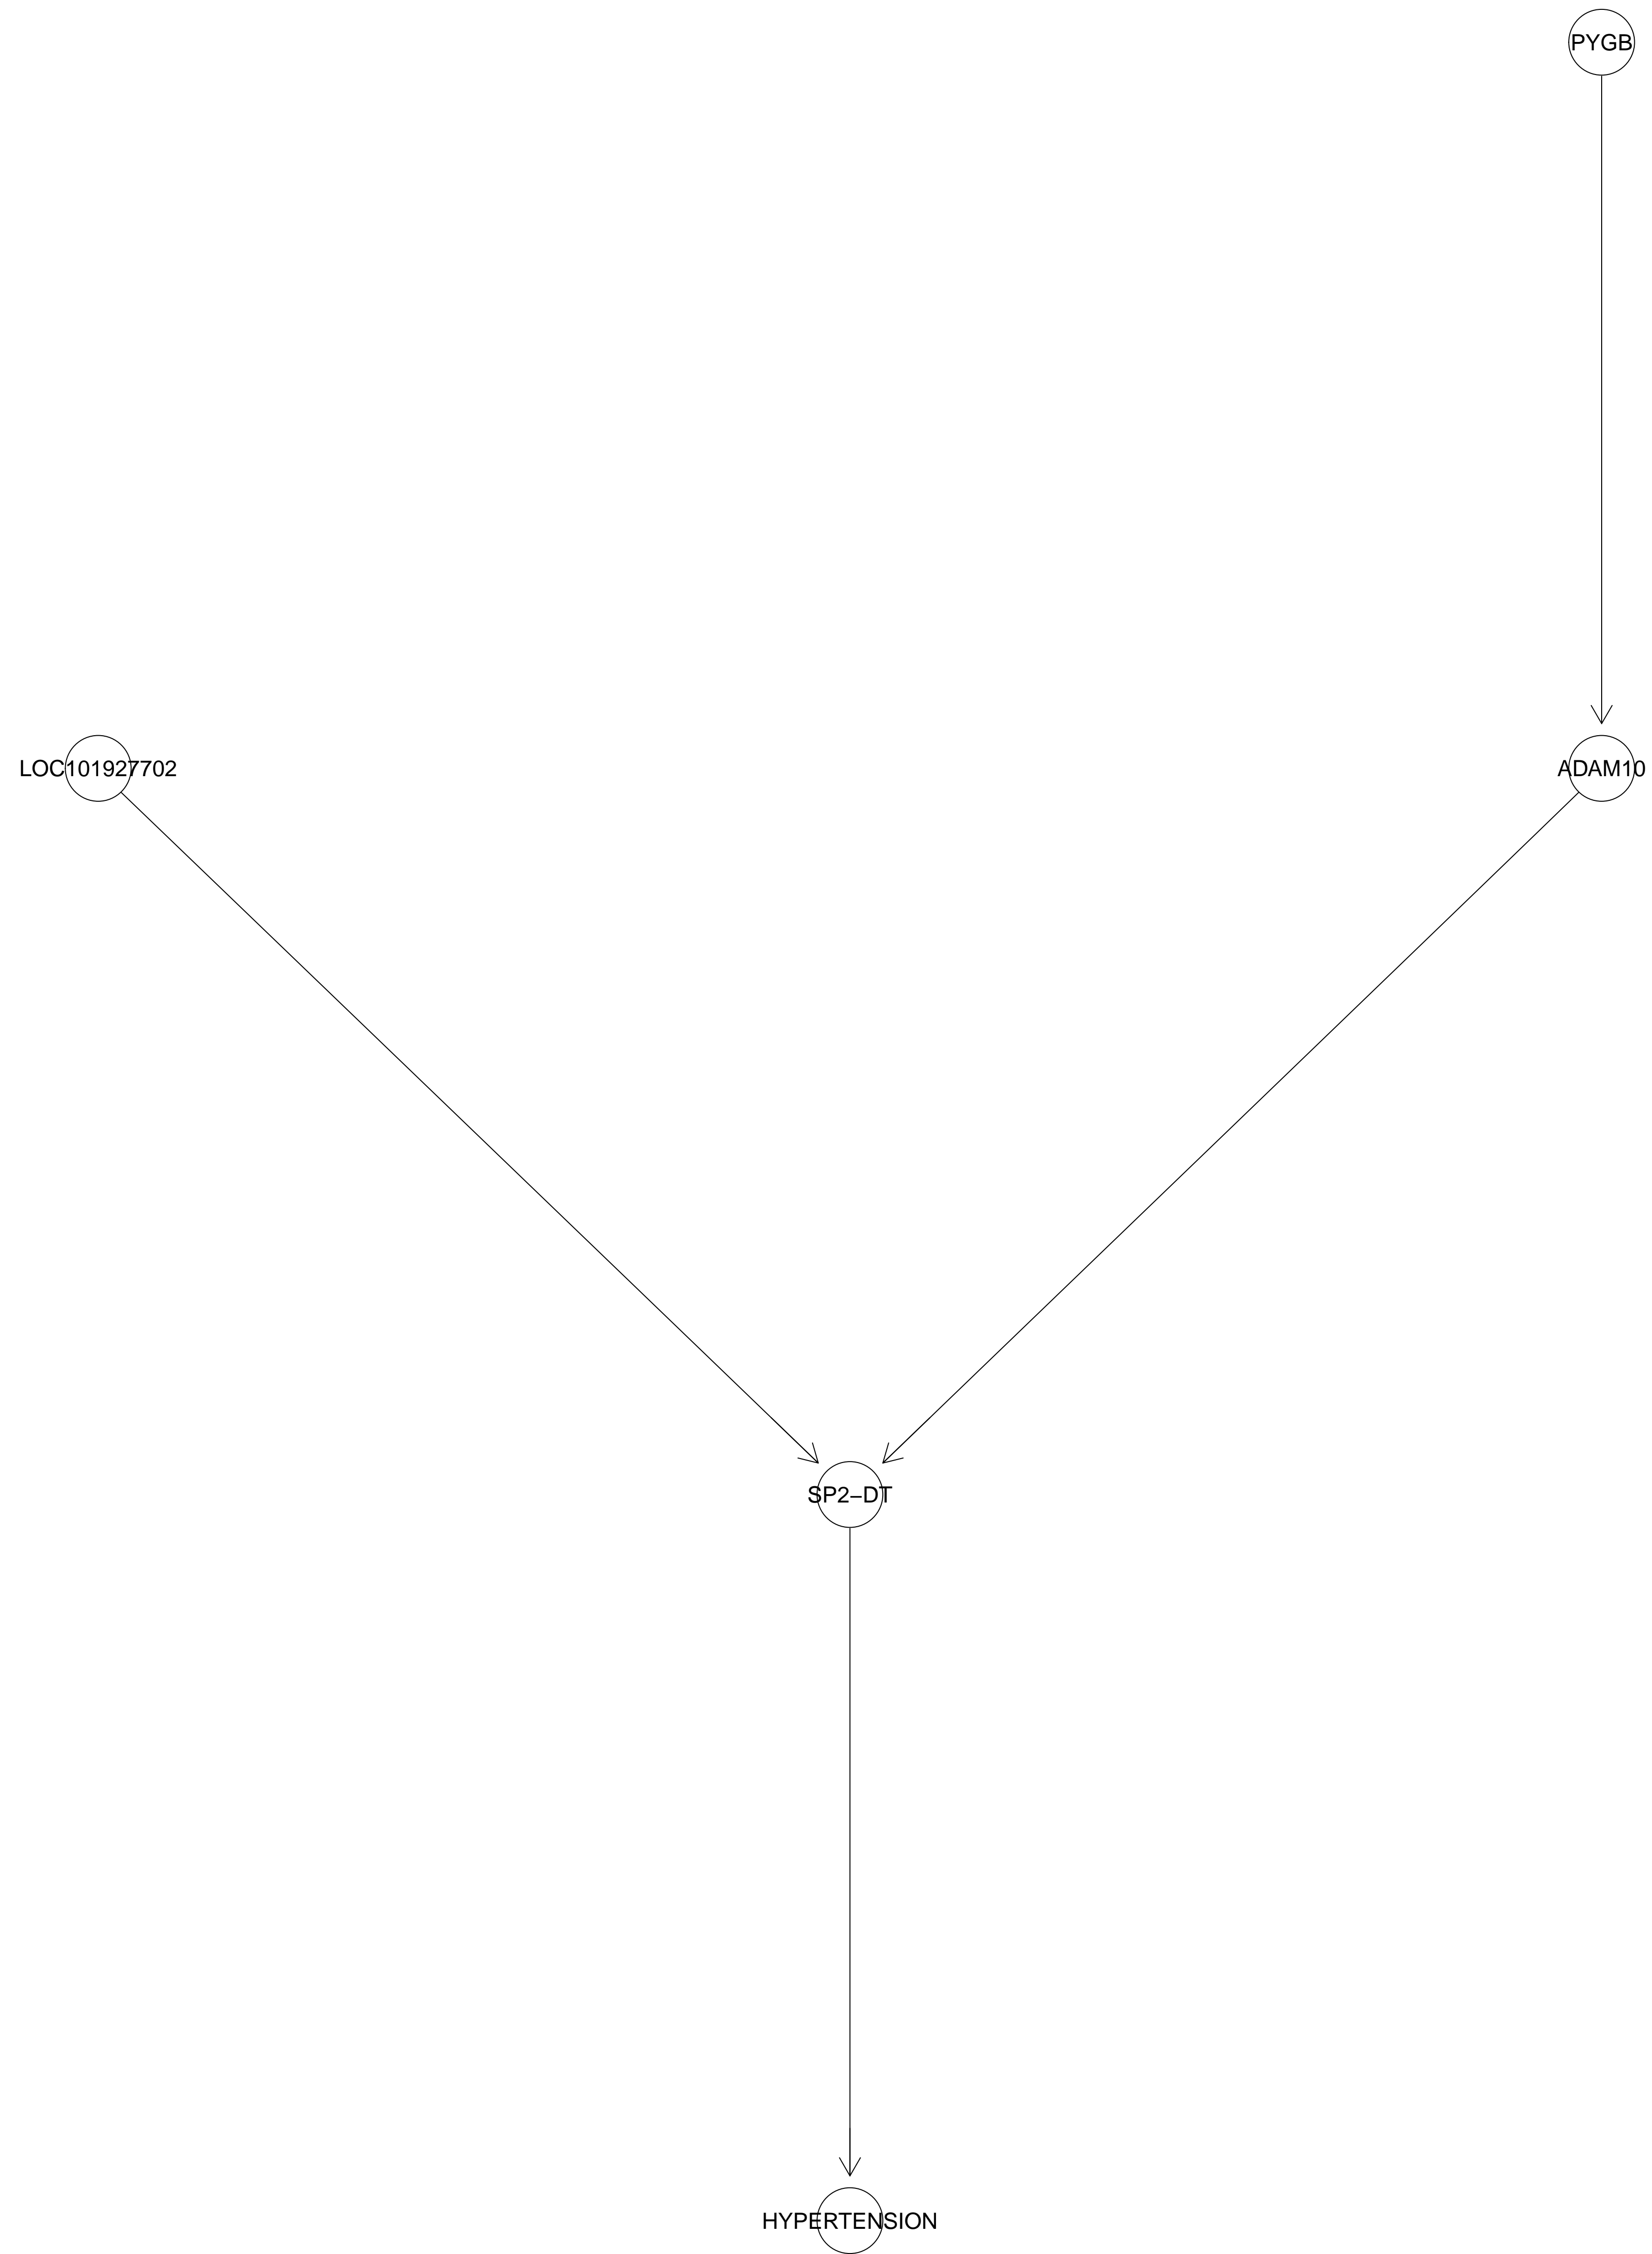 PYGB
LOC101927702
ADAM10
SP2−DT
HYPERTENSION